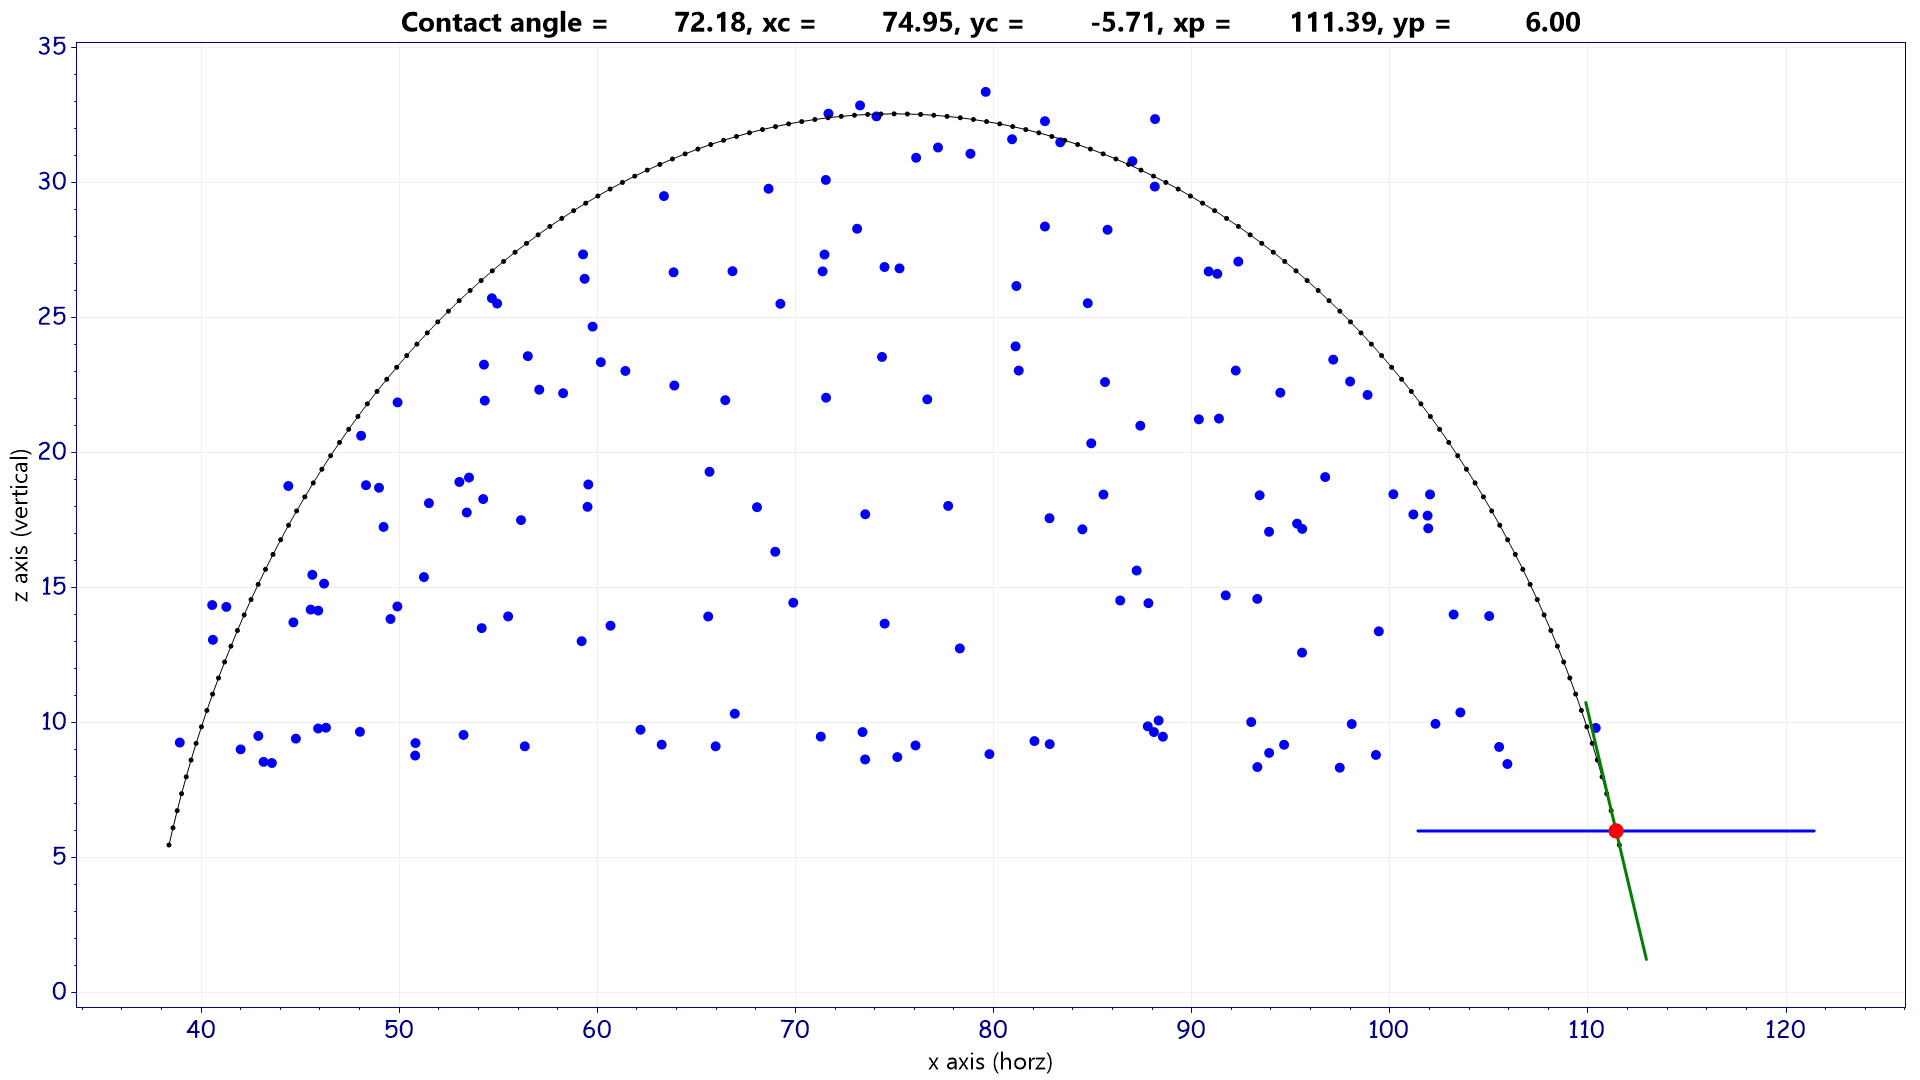 Contact angle = 72.18, xc = 74.95, yc = -5.71, xp = 111.39, yp = 6.00
35
30
25
20
15
10
5
0
z axis (vertical)
40 50 60 70 80 90 100 110 120
x axis (horz)